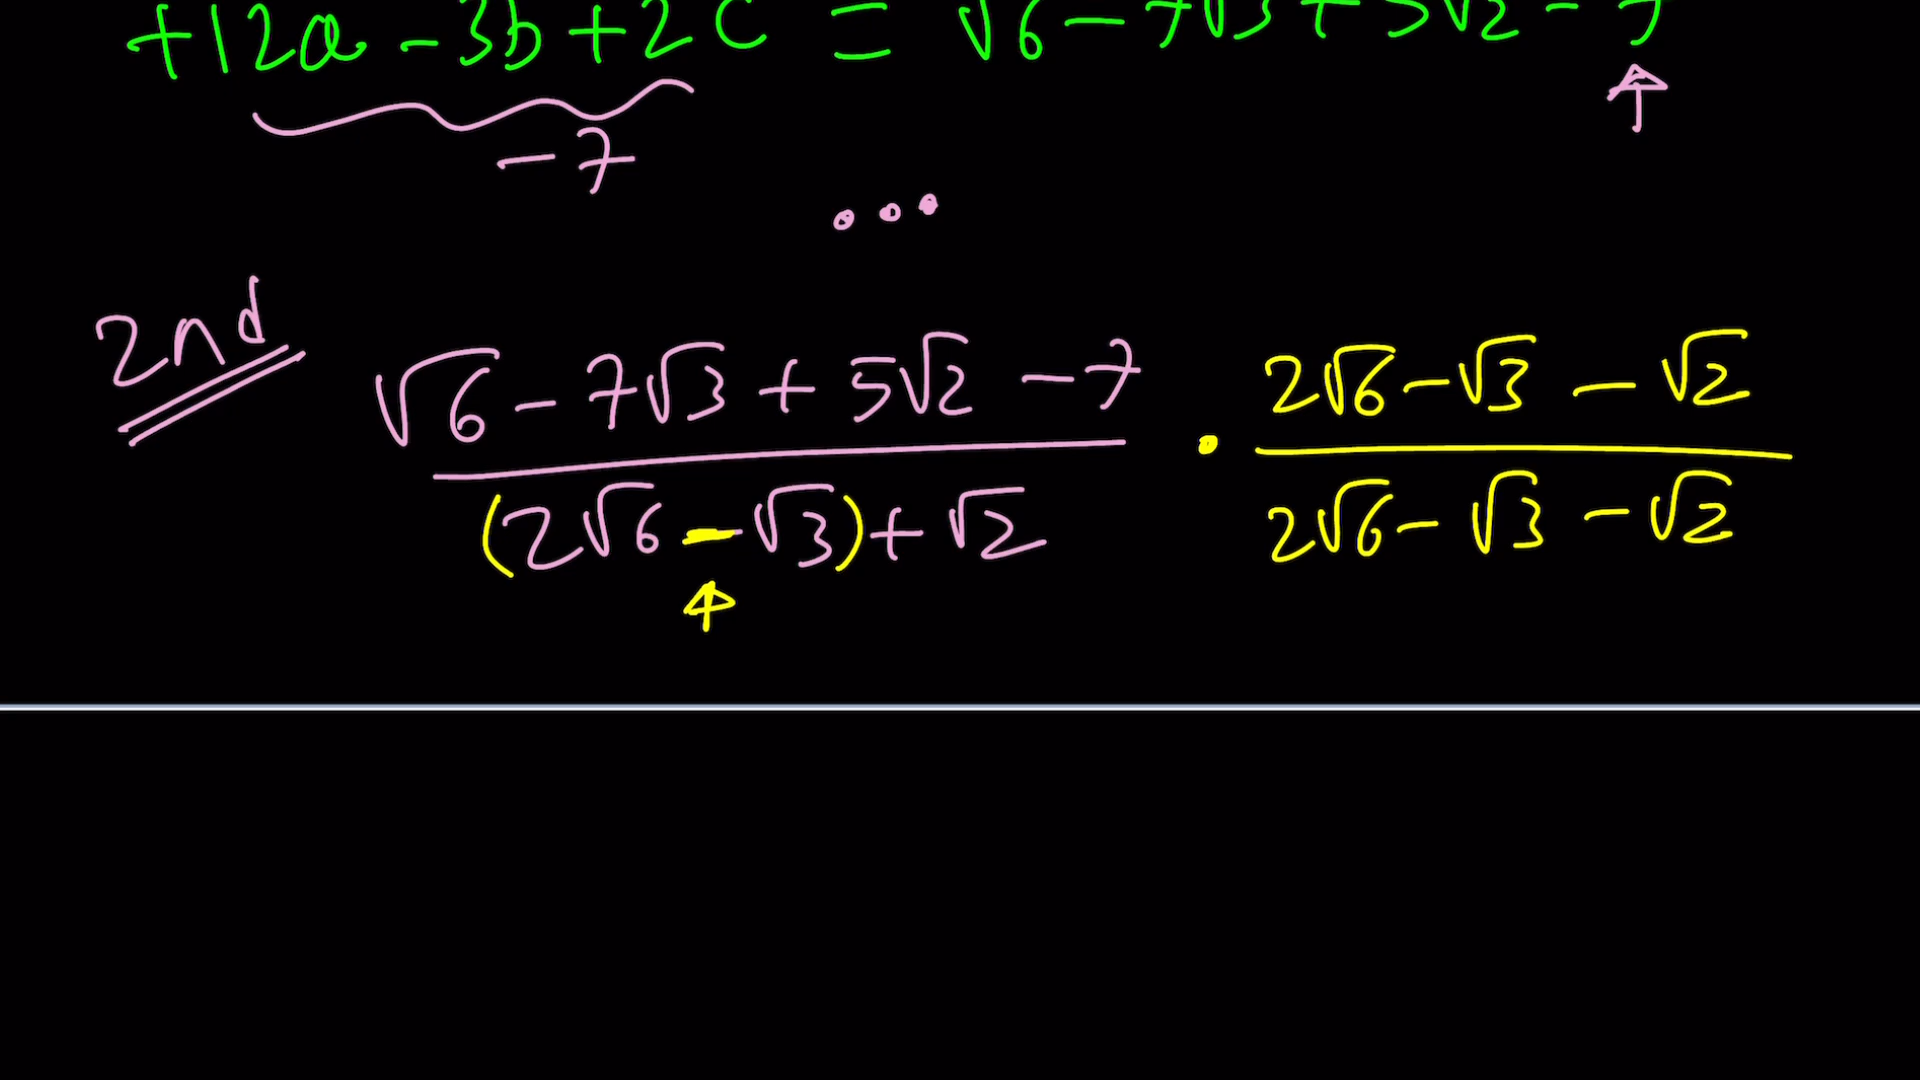 +12a - 3b + 2c = √6 - 7√3 + 5√2 - 7
-7
...
2nd
√6 - 7√3 + 5√2 - 7 / (2√6 - √3) + √2 · 2√6 - √3 - √2 / 2√6 - √3 - √2